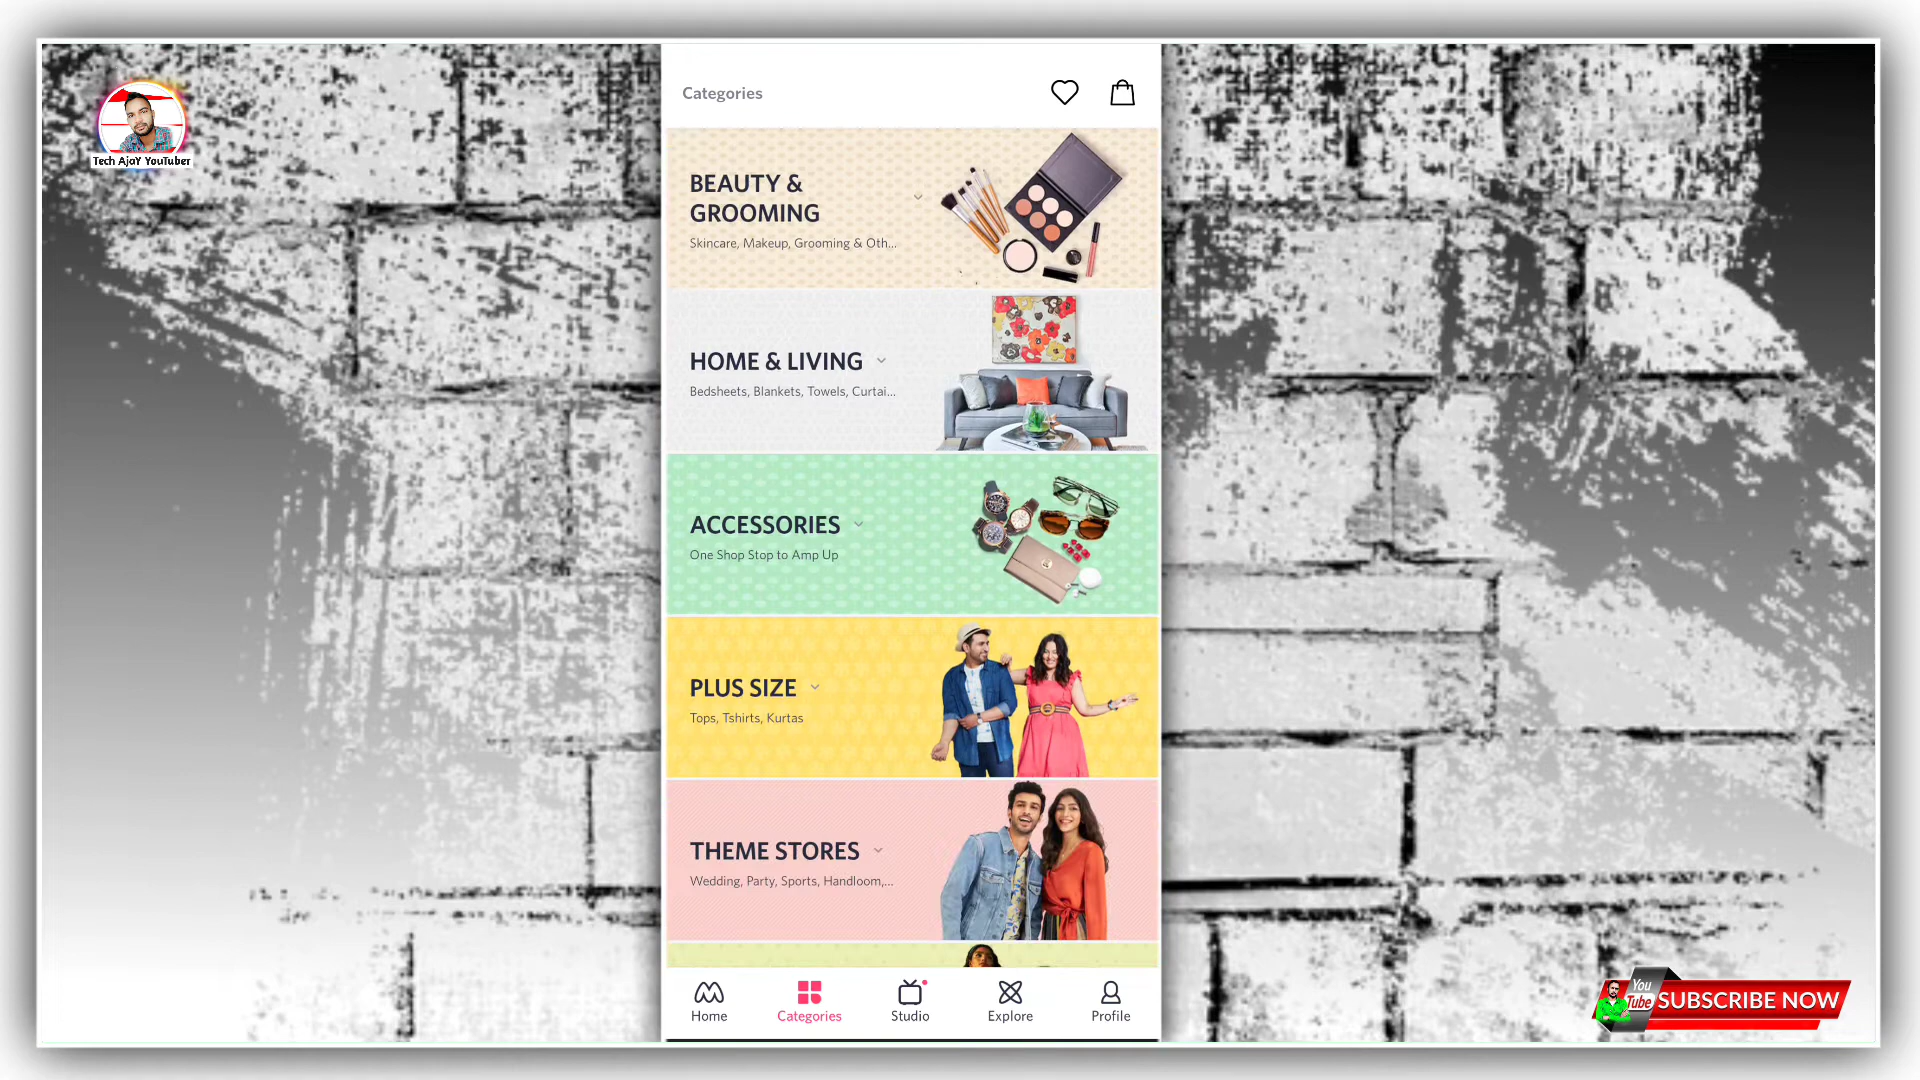 Tech AjaY YouTuber
Categories
BEAUTY &
GROOMING
Skincare, Makeup, Grooming & Oth...
HOME & LIVING
Bedsheets, Blankets, Towels, Curtai...
ACCESSORIES
One Shop Stop to Amp Up
PLUS SIZE
Tops, Tshirts, Kurtas
THEME STORES
Wedding, Party, Sports, Handloom,...
Home
Categories
Studio
Explore
Profile
You
Tube
SUBSCRIBE NOW